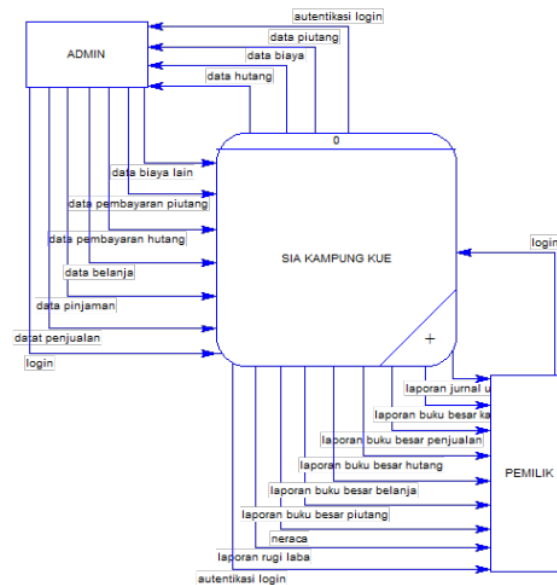 autentikasi login
data piutang
data biaya
data hutang
ADMIN
0
data biaya lain
data pembayaran piutang
data pembayaran hutang
data belanja
data pinjaman
datat penjualan
login
SIA KAMPUNG KUE
+
login
laporan jurnal u
laporan buku besar ka
laporan buku besar penjualan
laporan buku besar hutang
laporan buku besar belanja
laporan buku besar piutang
neraca
laporan rugi laba
autentikasi login
PEMILIK